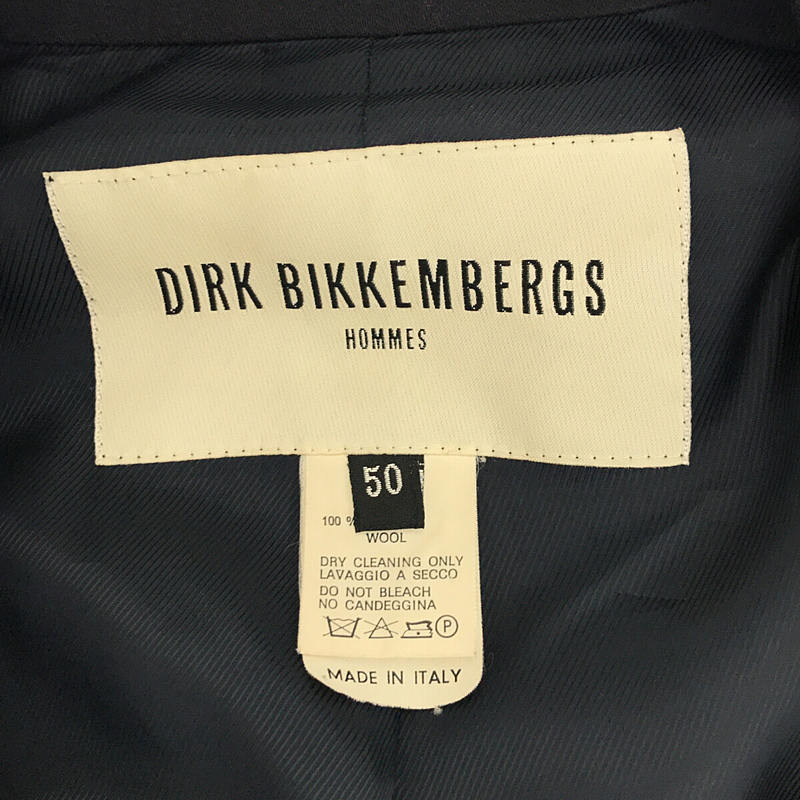 DIRK BIKKEMBERGS
HOMMES
50
100 %
WOOL
DRY CLEANING ONLY
LAVAGGIO A SECCO
DO NOT BLEACH
NO CANDEGGINA
P
MADE IN ITALY